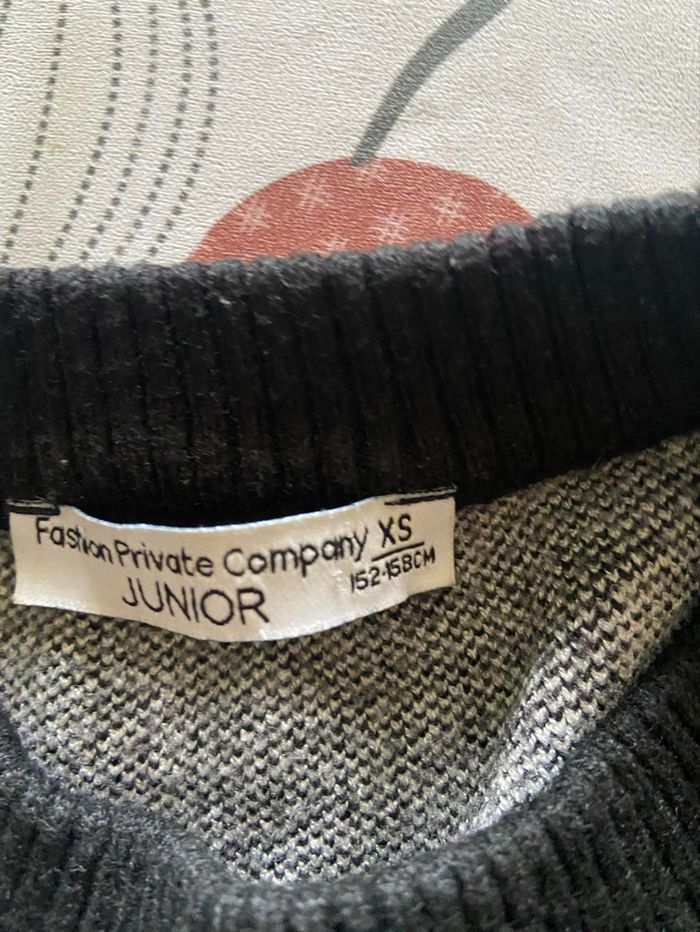 Fashion Private Company XS
JUNIOR 152-158CM